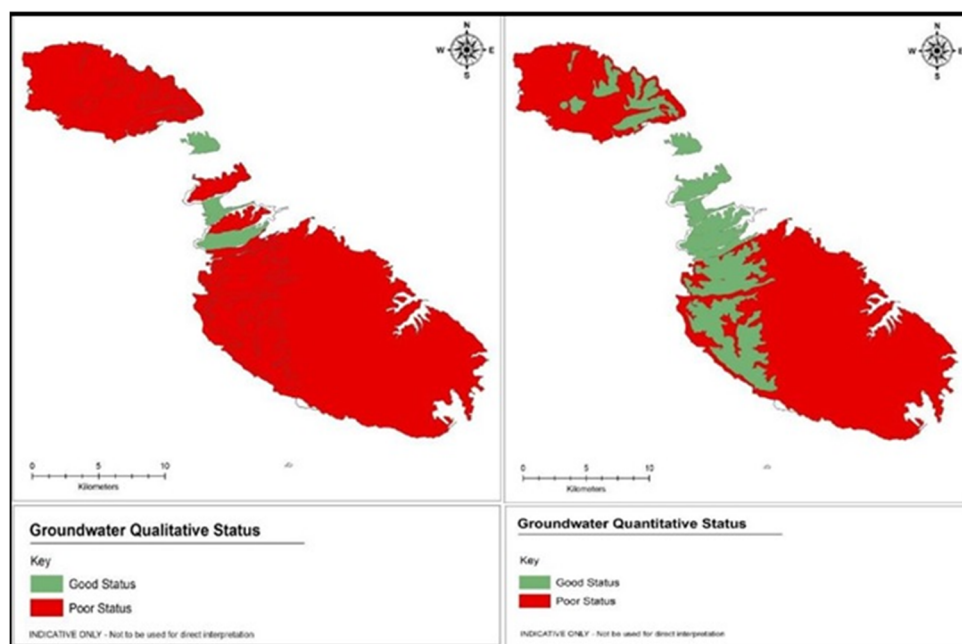 N
W E
S
0 5 10
Kilometers
Groundwater Qualitative Status
Key
Good Status
Poor Status
INDICATIVE ONLY - Not to be used for direct interpretation
N
W E
S
0 5 10
Kilometers
Groundwater Quantitative Status
Key
Good Status
Poor Status
INDICATIVE ONLY - Not to be used for direct interpretation